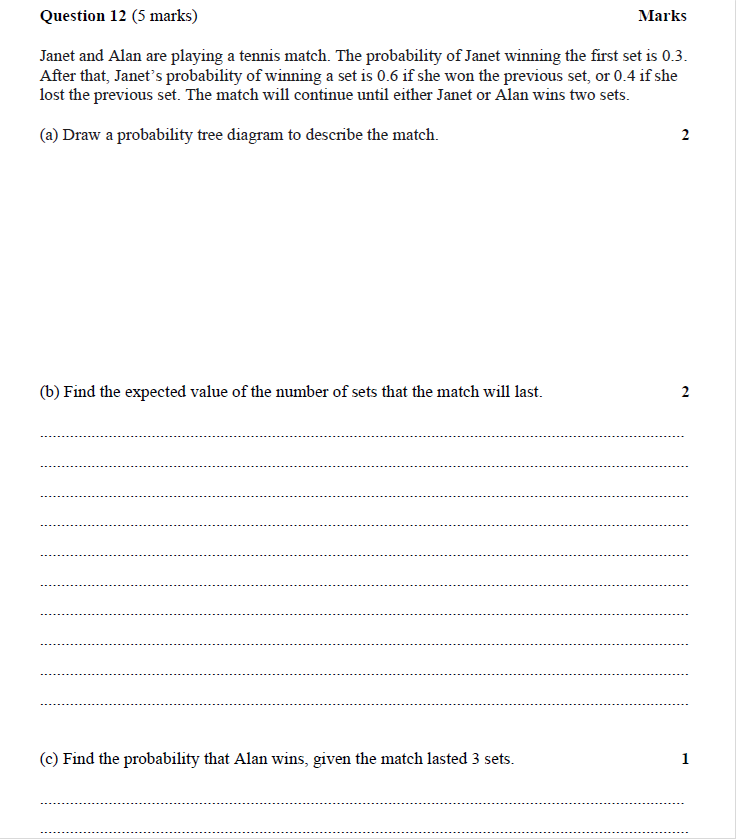 Question 12 (5 marks) Marks
Janet and Alan are playing a tennis match. The probability of Janet winning the first set is 0.3.
After that, Janet’s probability of winning a set is 0.6 if she won the previous set, or 0.4 if she
lost the previous set. The match will continue until either Janet or Alan wins two sets.
(a) Draw a probability tree diagram to describe the match. 2
(b) Find the expected value of the number of sets that the match will last. 2
(c) Find the probability that Alan wins, given the match lasted 3 sets. 1